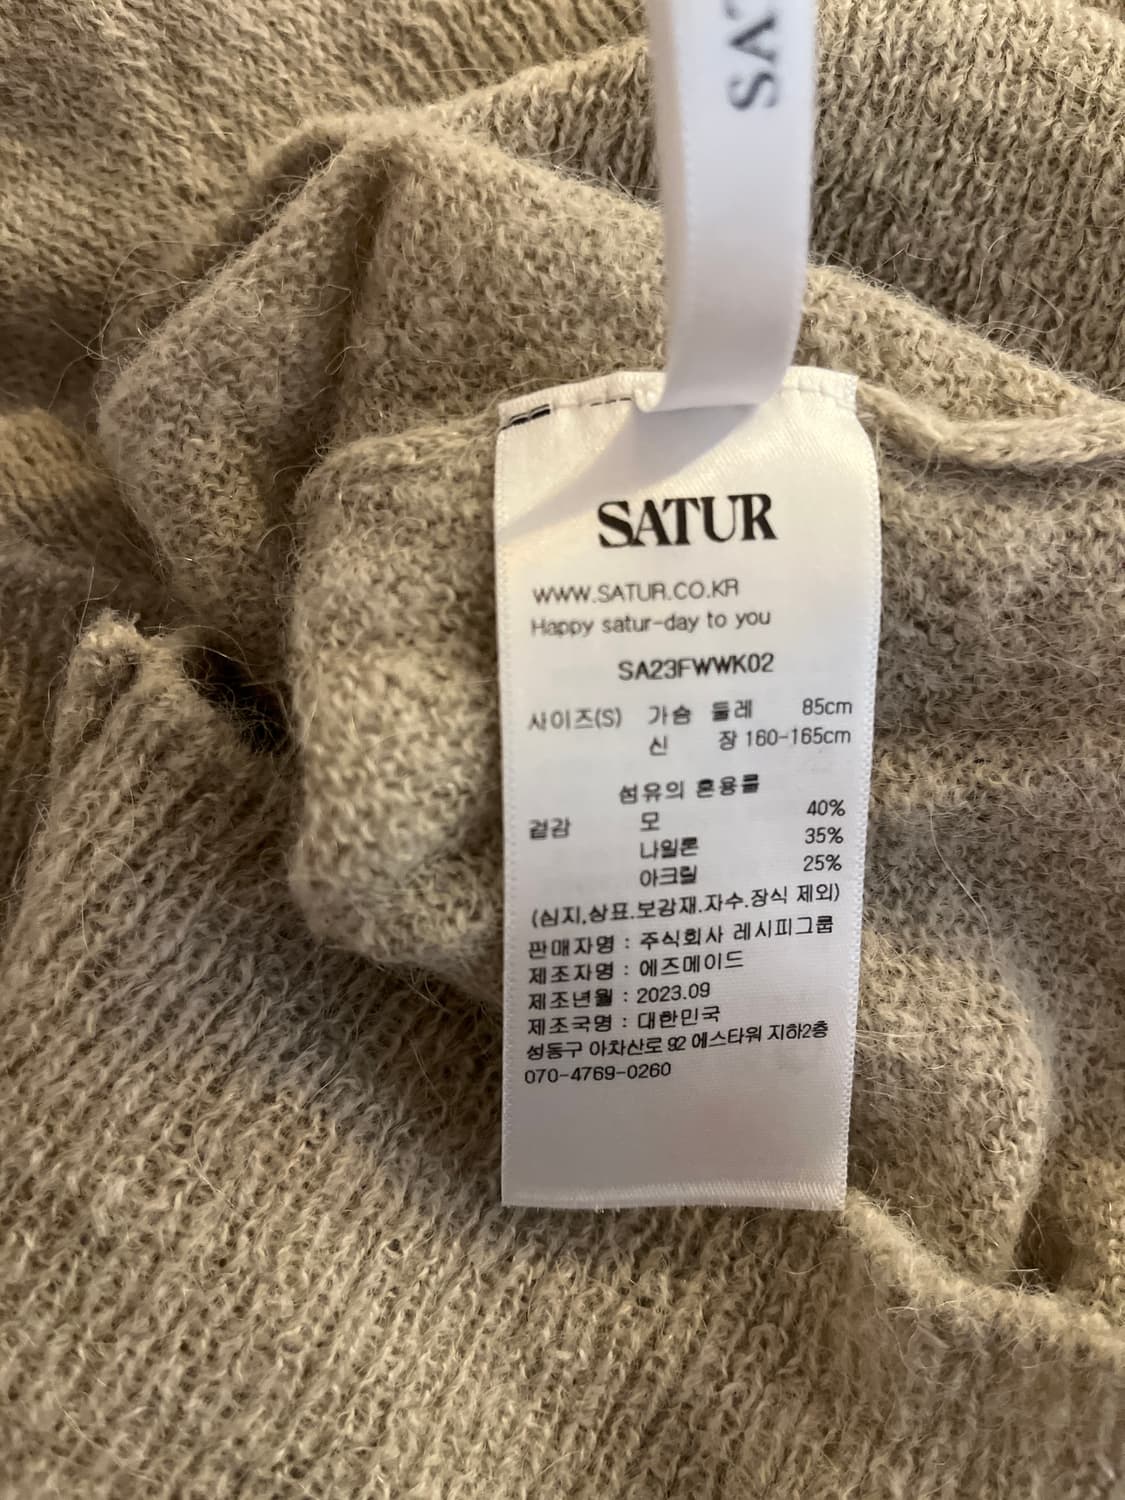 SAT
SATUR
WWW.SATUR.CO.KR
Happy satur-day to you
SA23FWWK02
사이즈(S) 가슴 둘레 85cm
신 장 160-165cm
섬유의 혼용률
겉감 모 40%
나일론 35%
아크릴 25%
(심지,상표.보강재.자수.장식 제외)
판매자명 : 주식회사 레시피그룹
제조자명 : 에즈메이드
제조년월 : 2023.09
제조국명 : 대한민국
성동구 아차산로 92 에스타워 지하2층
070-4769-0260